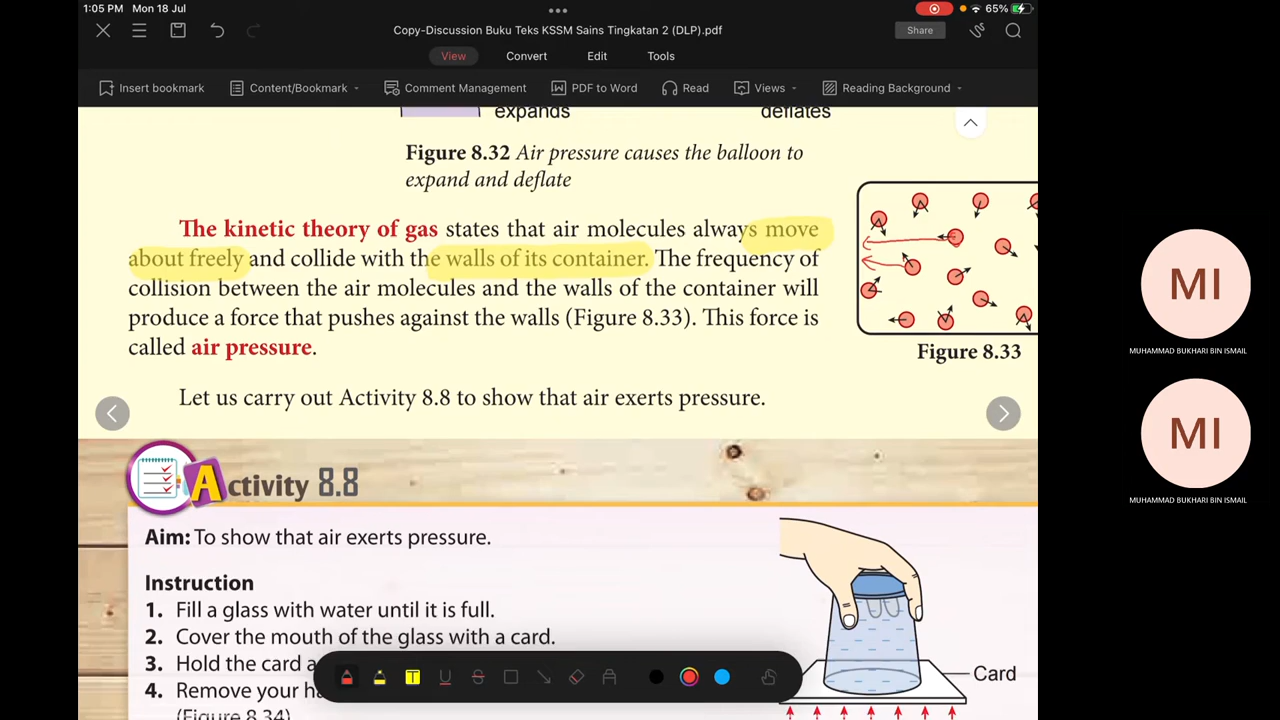 1:05 PM Mon 18 Jul
65%
Copy-Discussion Buku Teks KSSM Sains Tingkatan 2 (DLP).pdf
Share
View Convert Edit Tools
Insert bookmark Content/Bookmark Comment Management PDF to Word Read Views Reading Background
expands deflates
Figure 8.32 Air pressure causes the balloon to
expand and deflate
The kinetic theory of gas states that air molecules always move
about freely and collide with the walls of its container. The frequency of
collision between the air molecules and the walls of the container will
produce a force that pushes against the walls (Figure 8.33). This force is
called air pressure.
Figure 8.33
Let us carry out Activity 8.8 to show that air exerts pressure.
Activity 8.8
Aim: To show that air exerts pressure.
Instruction
1. Fill a glass with water until it is full.
2. Cover the mouth of the glass with a card.
3. Hold the card a
4. Remove your ha
(Figure 8.34)
Card
T U S
MI
MUHAMMAD BUKHARI BIN ISMAIL
MI
MUHAMMAD BUKHARI BIN ISMAIL